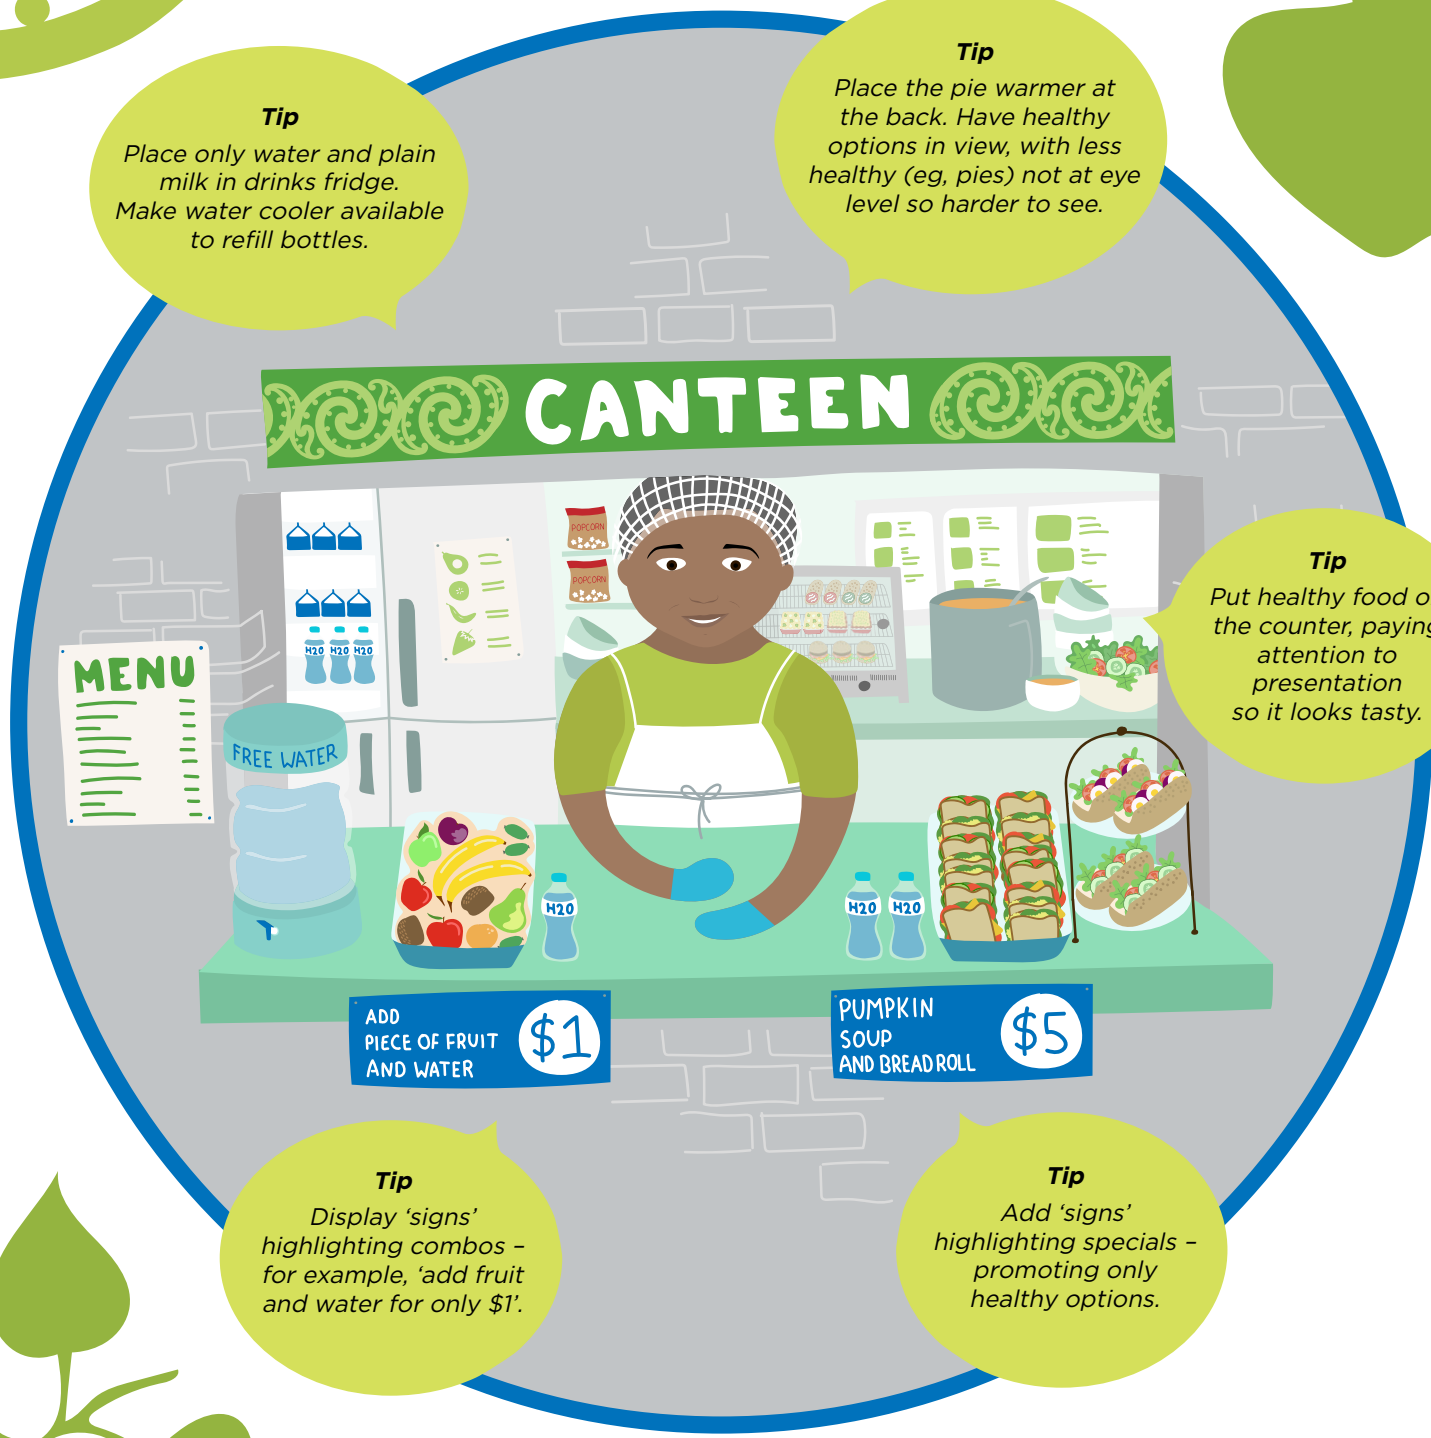 Tip
Place only water and plain
milk in drinks fridge.
Make water cooler available
to refill bottles.
Tip
Place the pie warmer at
the back. Have healthy
options in view, with less
healthy (eg, pies) not at eye
level so harder to see.
CANTEEN
POPCORN
POPCORN
H20 H20 H20
MENU
FREE WATER
Tip
Put healthy food
the counter, paying
attention to
presentation
so it looks tasty.
H20
H20 H20
ADD
PIECE OF FRUIT
AND WATER
$1
PUMPKIN
SOUP
AND BREAD ROLL
$5
Tip
Display ‘signs’
highlighting combos –
for example, ‘add fruit
and water for only $1’.
Tip
Add ‘signs’
highlighting specials –
promoting only
healthy options.